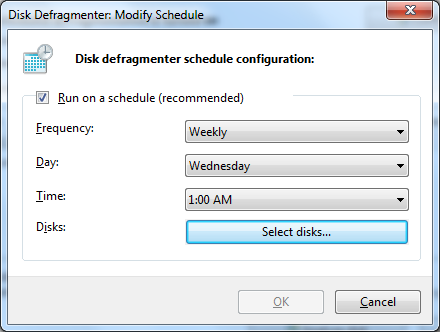 Disk Defragmenter: Modify Schedule
Disk defragmenter schedule configuration:
Run on a schedule (recommended)
Frequency: Weekly
Day: Wednesday
Time: 1:00 AM
Disks: Select disks...
OK Cancel